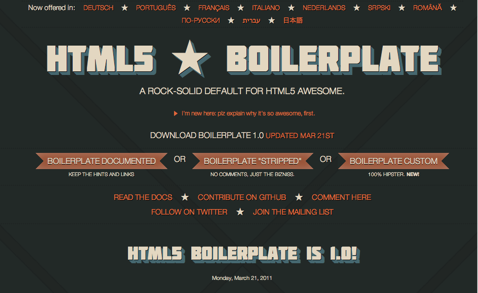 Now offered in: DEUTSCH ★ PORTUGUÊS ★ FRANÇAIS ★ ITALIANO ★ NEDERLANDS ★ SRPSKI ★ ROMÂNĂ ★
ПО-РУССКИ ★ עברית ★ 日本語
HTML5 ★ BOILERPLATE
A ROCK-SOLID DEFAULT FOR HTML5 AWESOME.
▶ I'm new here: plz explain why it's so awesome, first.
DOWNLOAD BOILERPLATE 1.0 UPDATED MAR 21ST
BOILERPLATE DOCUMENTED OR BOILERPLATE "STRIPPED" OR BOILERPLATE CUSTOM
KEEP THE HINTS AND LINKS NO COMMENTS, JUST THE BIZNISS. 100% HIPSTER. NEW!
READ THE DOCS ★ CONTRIBUTE ON GITHUB ★ COMMENT HERE
FOLLOW ON TWITTER ★ JOIN THE MAILING LIST
HTML5 BOILERPLATE IS 1.0!
Monday, March 21, 2011